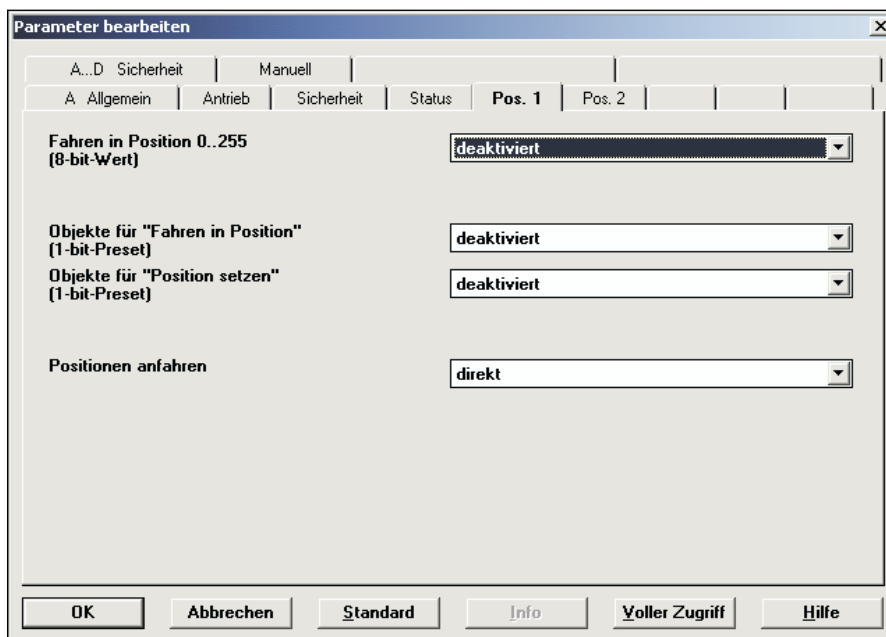 Parameter bearbeiten
A...D Sicherheit Manuell
A Allgemein Antrieb Sicherheit Status Pos. 1 Pos. 2
Fahren in Position 0..255
(8-bit-Wert)
deaktiviert
Objekte für "Fahren in Position"
(1-bit-Preset)
deaktiviert
Objekte für "Position setzen"
(1-bit-Preset)
deaktiviert
Positionen anfahren
direkt
OK Abbrechen Standard Info Voller Zugriff Hilfe